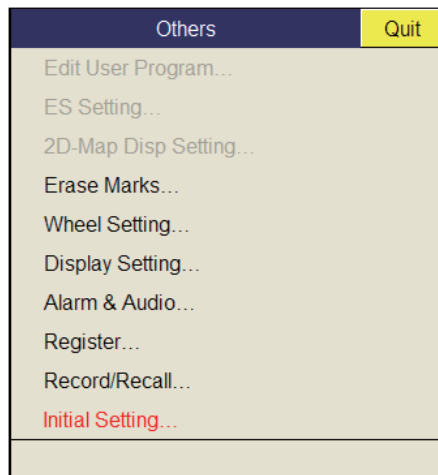 Others Quit
Edit User Program...
ES Setting...
2D-Map Disp Setting...
Erase Marks...
Wheel Setting...
Display Setting...
Alarm & Audio...
Register...
Record/Recall...
Initial Setting...